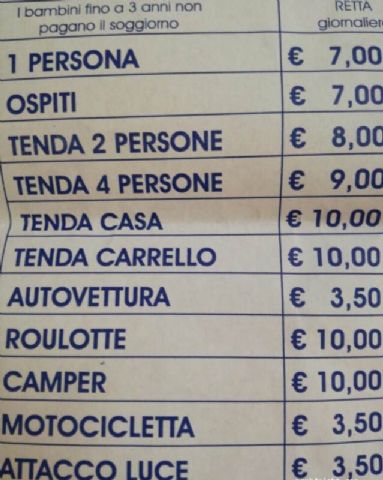 I bambini fino a 3 anni non
pagano il soggiorno
RETTA
giornalier
1 PERSONA € 7,00
OSPITI € 7,00
TENDA 2 PERSONE € 8,00
TENDA 4 PERSONE € 9,00
TENDA CASA € 10,00
TENDA CARRELLO € 10,00
AUTOVETTURA € 3,50
ROULOTTE € 10,00
CAMPER € 10,00
MOTOCICLETTA € 3,50
ATTACCO LUCE € 3,50